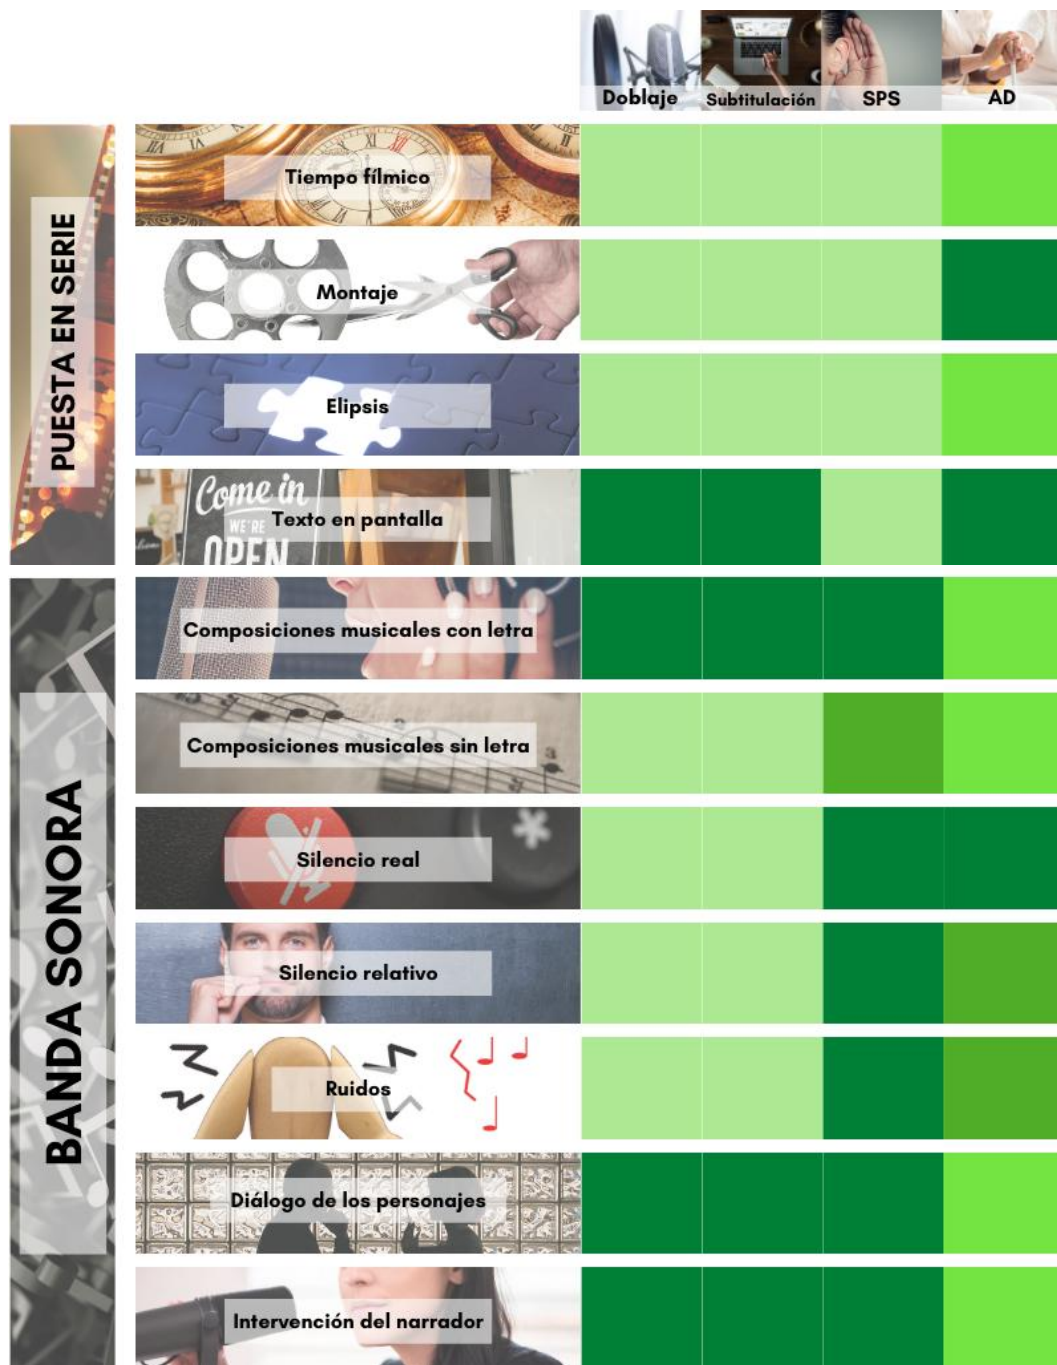 Doblaje
Subtitulación
SPS
AD
PUESTA EN SERIE
Tiempo fílmico
Montaje
Elipsis
Come in
WE'RE
OPEN
Texto en pantalla
BANDA SONORA
Composiciones musicales con letra
Composiciones musicales sin letra
Silencio real
Silencio relativo
Ruidos
Diálogo de los personajes
Intervención del narrador